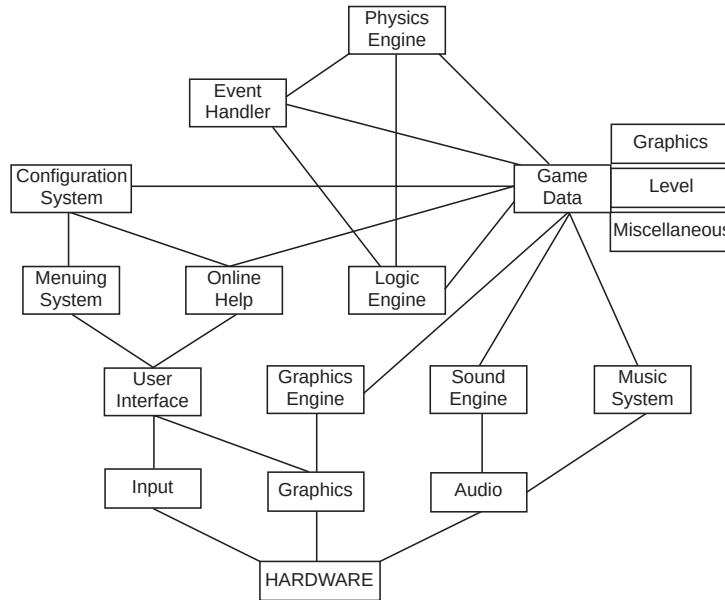 Physics
Engine
Event
Handler
Graphics
Configuration
System
Game
Data
Level
Miscellaneous
Menuing
System
Online
Help
Logic
Engine
User
Interface
Graphics
Engine
Sound
Engine
Music
System
Input
Graphics
Audio
HARDWARE